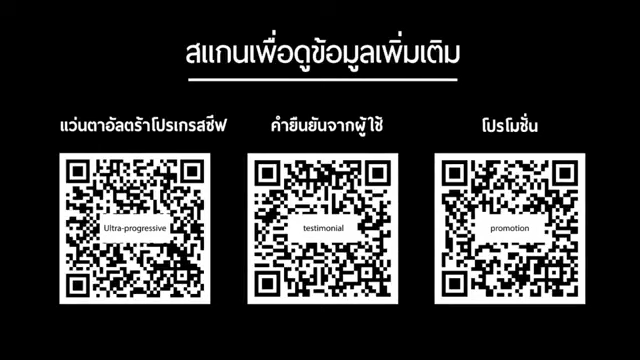 สแกนเพื่อดูข้อมูลเพิ่มเติม
แว่นตาอัลตร้าโปรเกรสซีฟ
คำยืนยันจากผู้ใช้
โปรโมชั่น
Ultra-progressive
testimonial
promotion